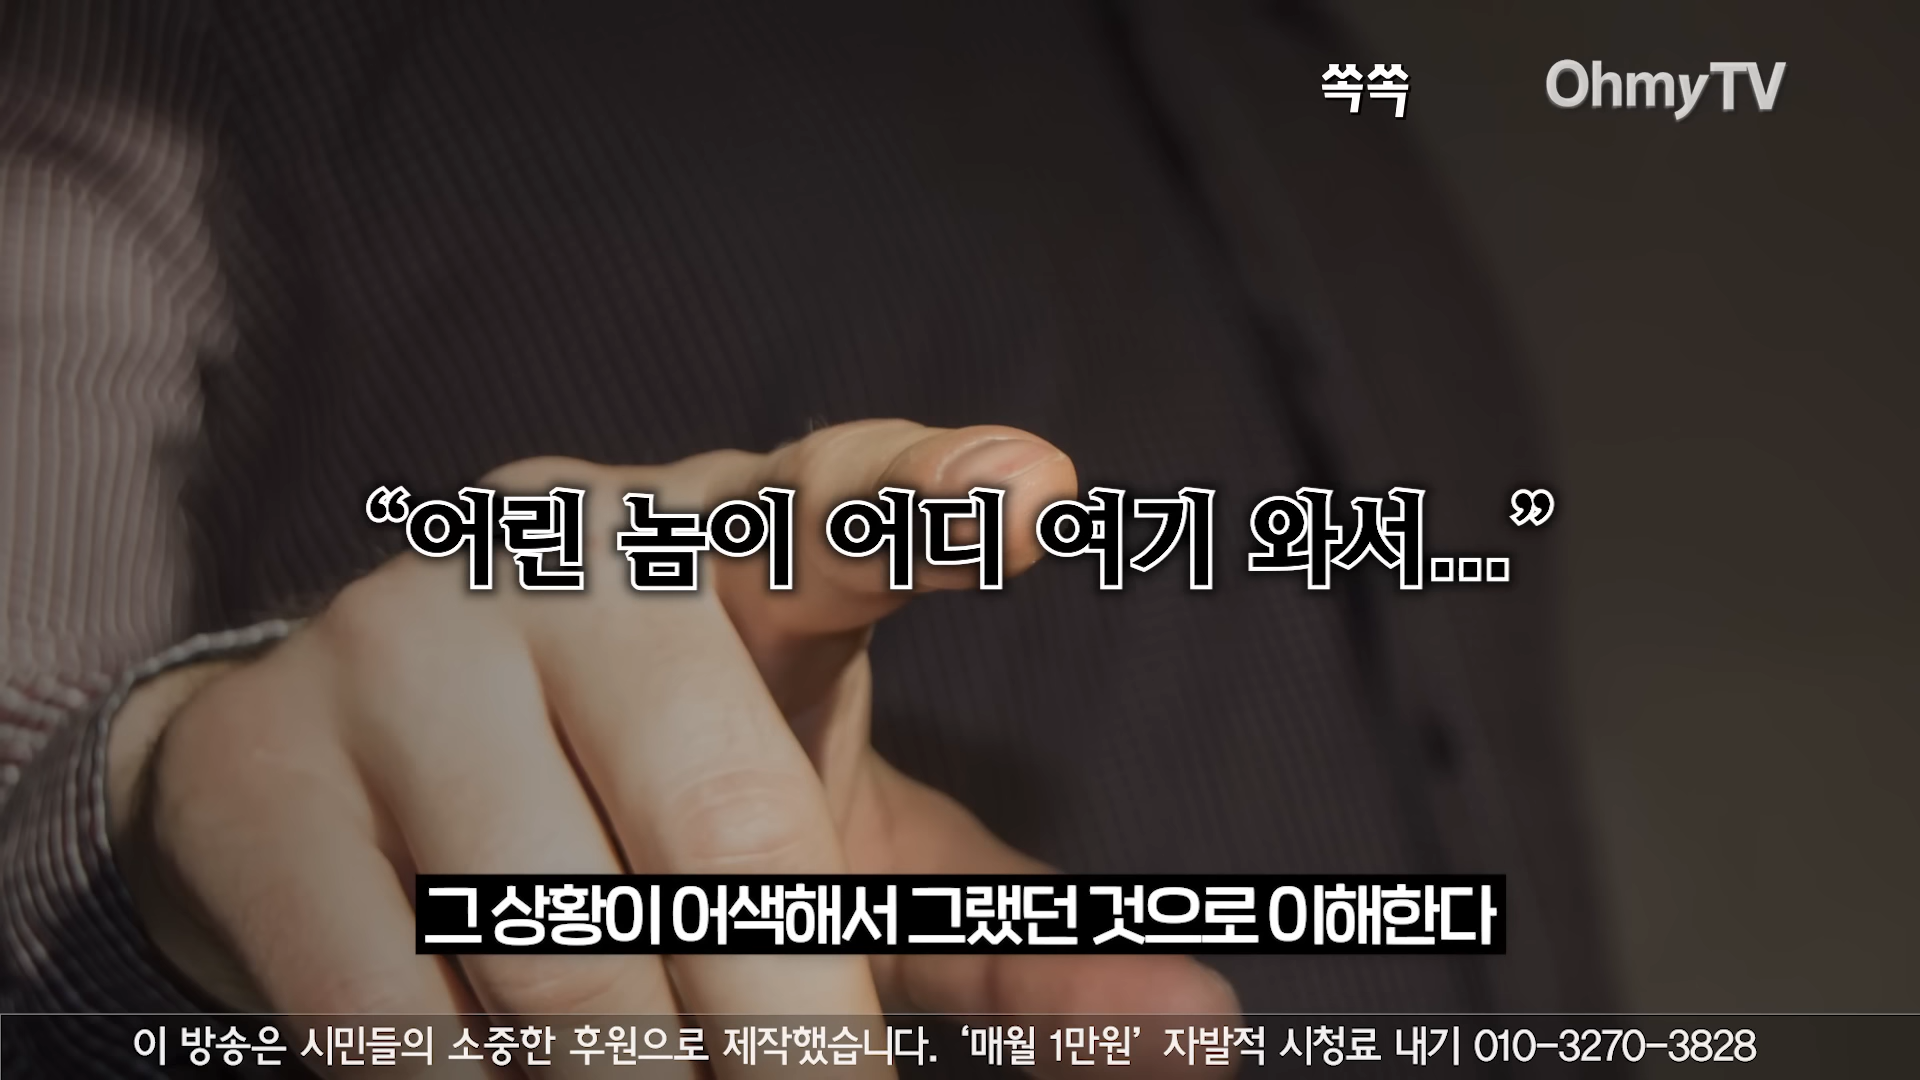 쏙쏙 OhmyTV
“어린 놈이 어디 여기 와서...”
그 상황이 어색해서 그랬던 것으로 이해한다
이 방송은 시민들의 소중한 후원으로 제작했습니다. ‘매월 1만원’ 자발적 시청료 내기 010-3270-3828